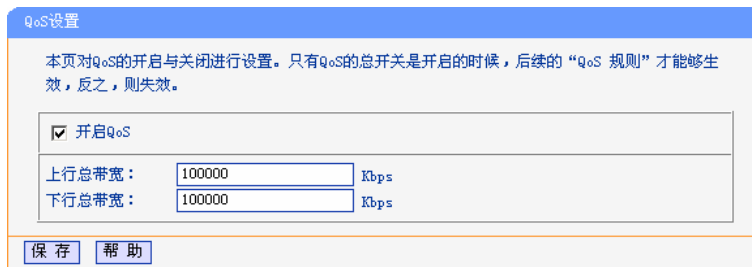 QoS设置
本页对QoS的开启与关闭进行设置。只有QoS的总开关是开启的时候，后续的“QoS 规则”才能够生
效，反之，则失效。
开启QoS
上行总带宽： 100000 Kbps
下行总带宽： 100000 Kbps
保 存 帮 助